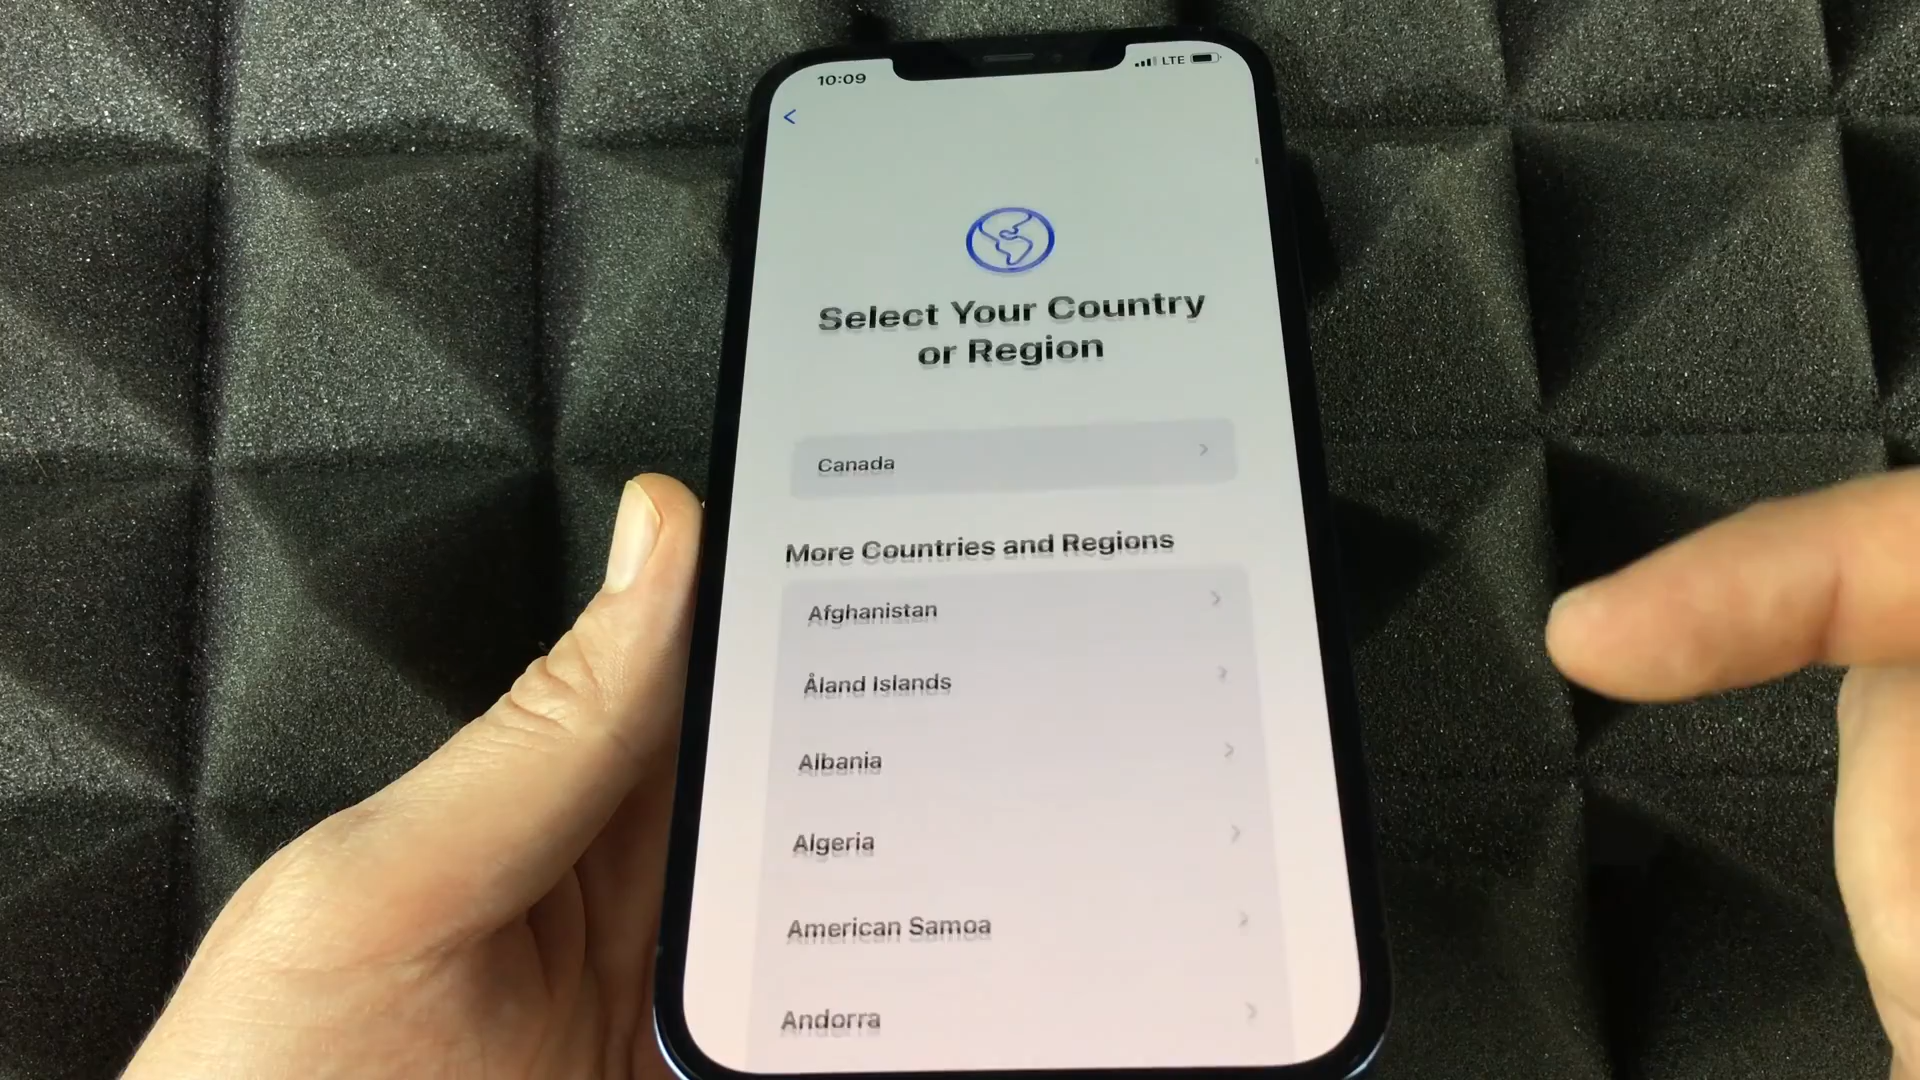 10:09
LTE
Select Your Country
or Region
Canada
More Countries and Regions
Afghanistan
Åland Islands
Albania
Algeria
American Samoa
Andorra